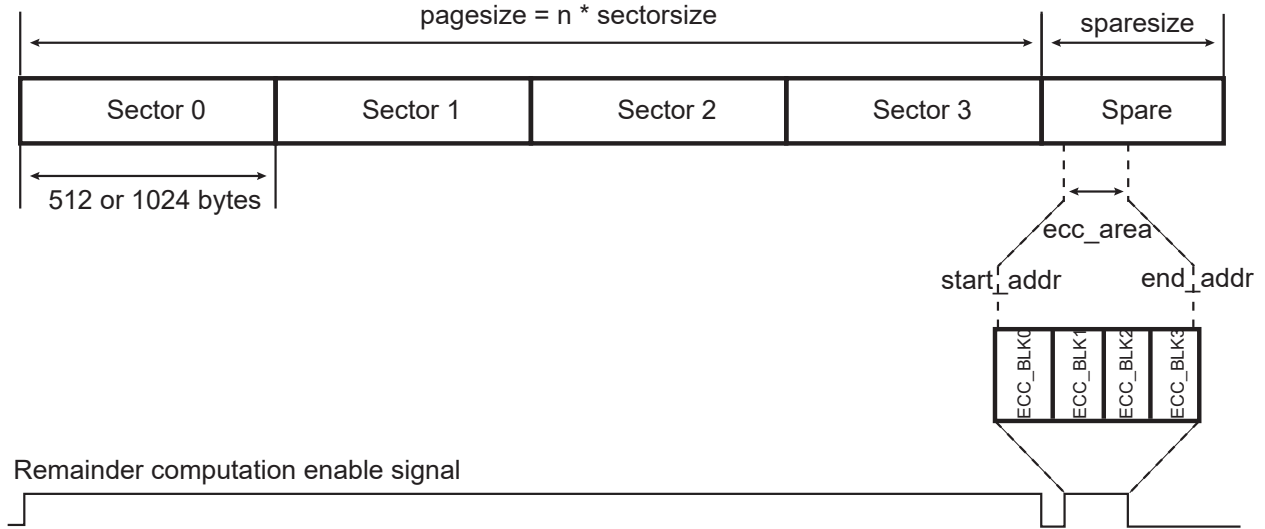 pagesize = n * sectorsize
sparesize
Sector 0
Sector 1
Sector 2
Sector 3
Spare
512 or 1024 bytes
ecc_area
start_addr
end_addr
ECC_BLK0
ECC_BLK1
ECC_BLK2
ECC_BLK3
Remainder computation enable signal